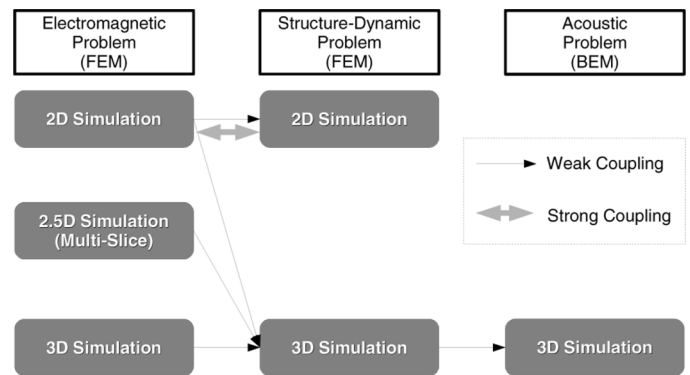 Electromagnetic
Problem
(FEM)
Structure-Dynamic
Problem
(FEM)
Acoustic
Problem
(BEM)
2D Simulation
2D Simulation
Weak Coupling
Strong Coupling
2.5D Simulation
(Multi-Slice)
3D Simulation
3D Simulation
3D Simulation